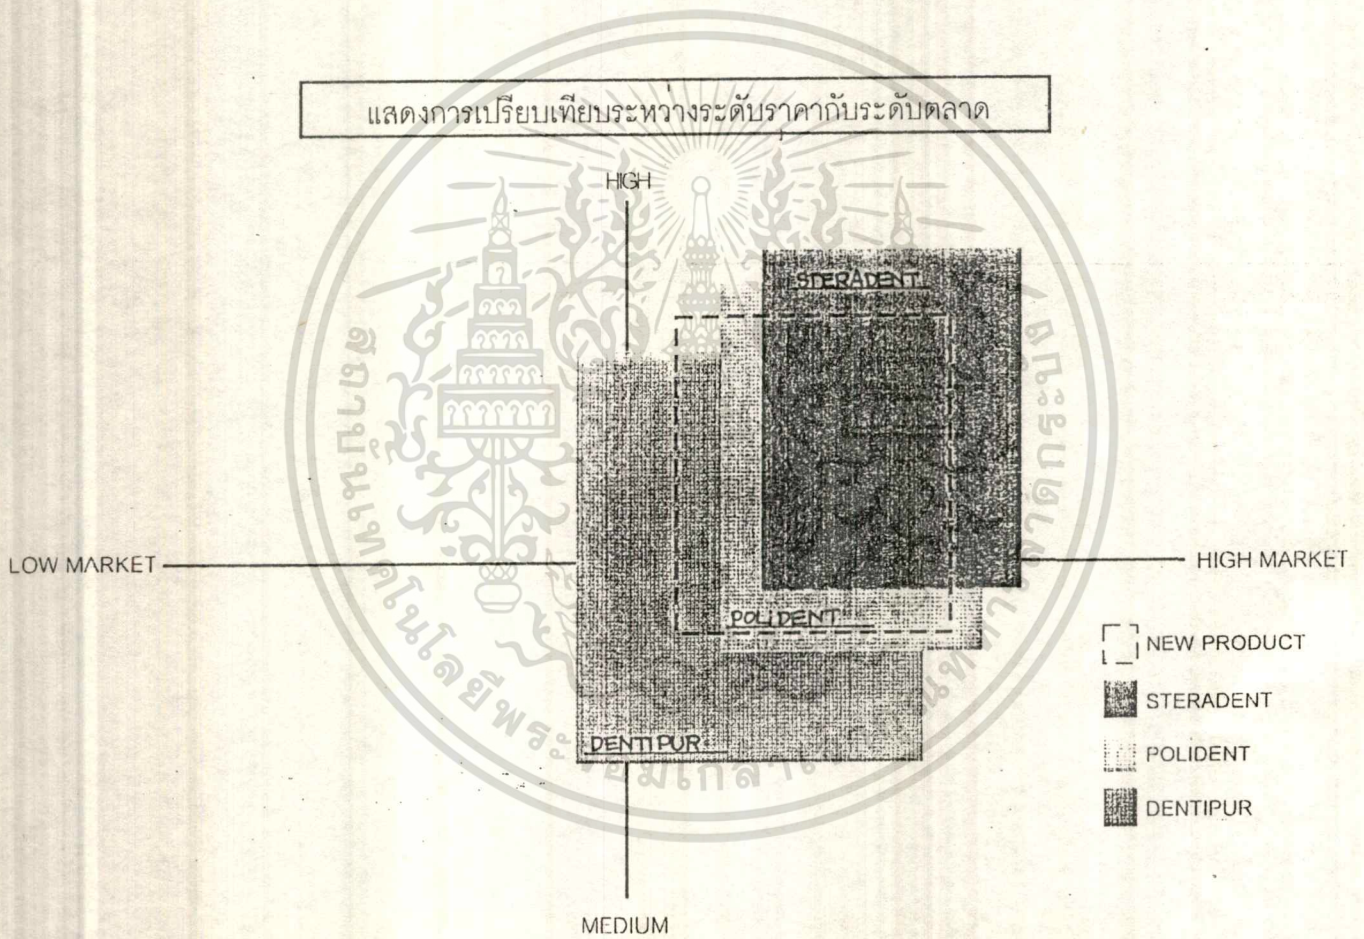 แสดงการเปรียบเทียบระหว่างระดับราคากับระดับตลาด
HIGH
STERADENT
LOW MARKET
HIGH MARKET
POLIDENT
DENTIPUR
NEW PRODUCT
STERADENT
POLIDENT
DENTIPUR
MEDIUM